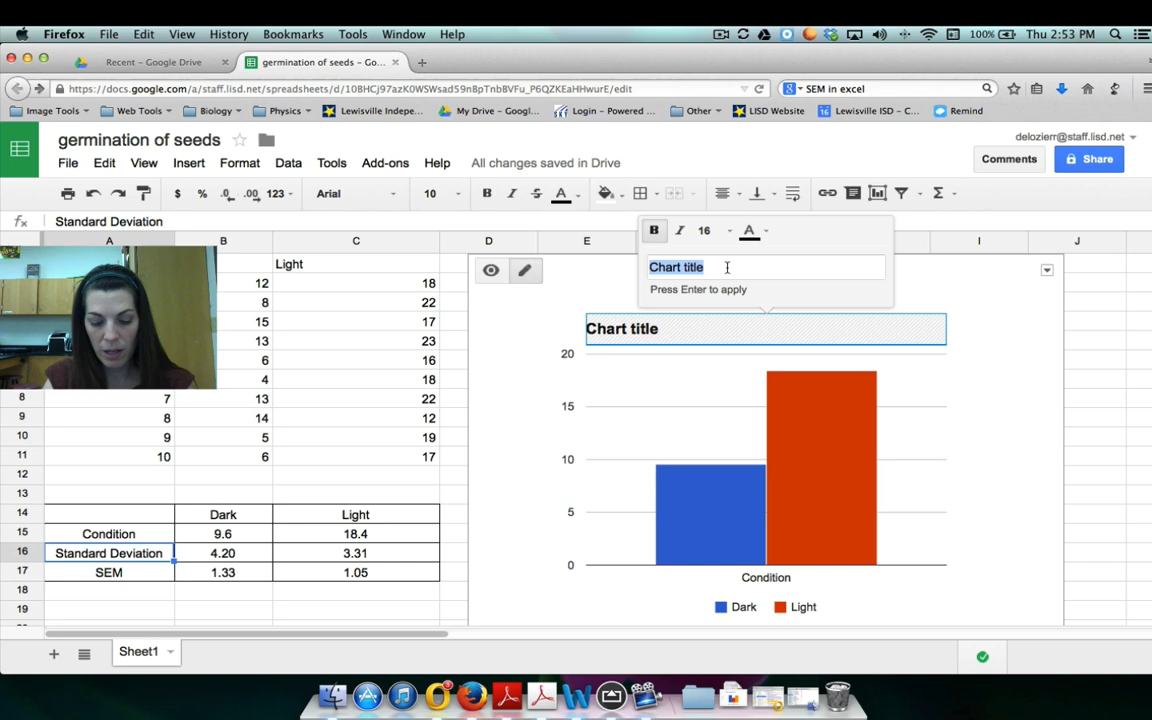 Firefox File Edit View History Bookmarks Tools Window Help 100% Thu 2:53 PM
Recent – Google Drive germination of seeds – Go...
https://docs.google.com/a/staff.lisd.net/spreadsheets/d/ /edit SEM in excel
Image Tools Web Tools Biology Physics Lewisville Indepe... My Drive – Googl... Login – Powered ... Other LISD Website Lewisville ISD – C... Remind
germination of seeds delozierr@staff.lisd.net
File Edit View Insert Format Data Tools Add-ons Help All changes saved in Drive Comments Share
$ % .0 .00 123 Arial 10 B I S A Σ
fx Standard Deviation
B I 16 A
A B C D E I J
Light Chart title
12 18
Press Enter to apply
8 22
15 17 Chart title
13 23
6 16 20
4 18
8 7 13 22 15
9 8 14 12
10 9 5 19
11 10 6 17 10
12
13
14 Dark Light 5
15 Condition 9.6 18.4
16 Standard Deviation 4.20 3.31 0
17 SEM 1.33 1.05 Condition
18
19 Dark Light
Sheet1